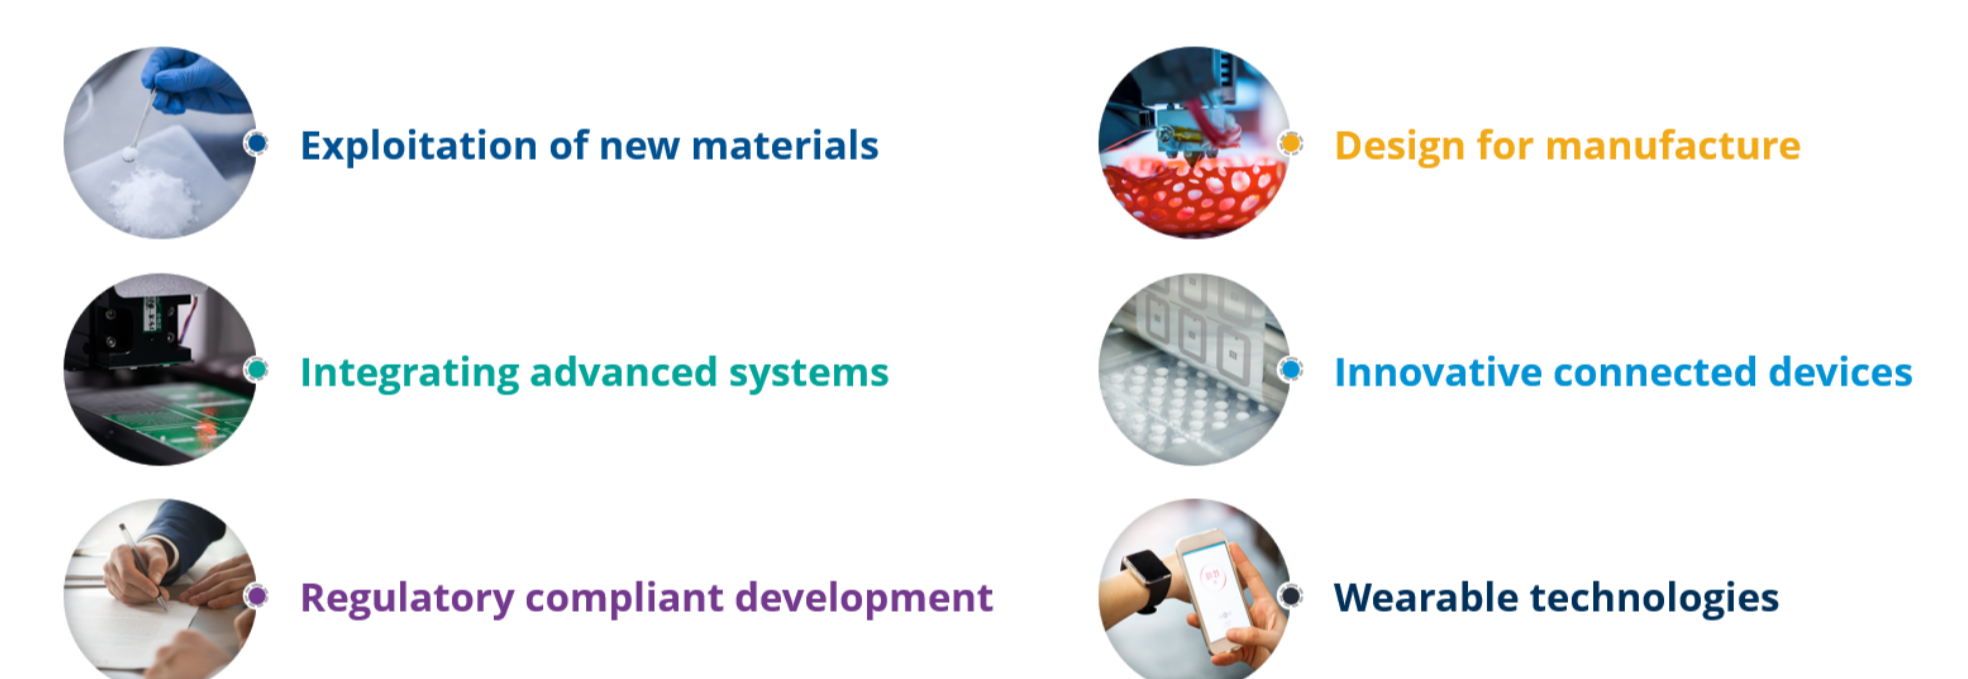 Exploitation of new materials
Design for manufacture
Integrating advanced systems
Innovative connected devices
Regulatory compliant development
Wearable technologies